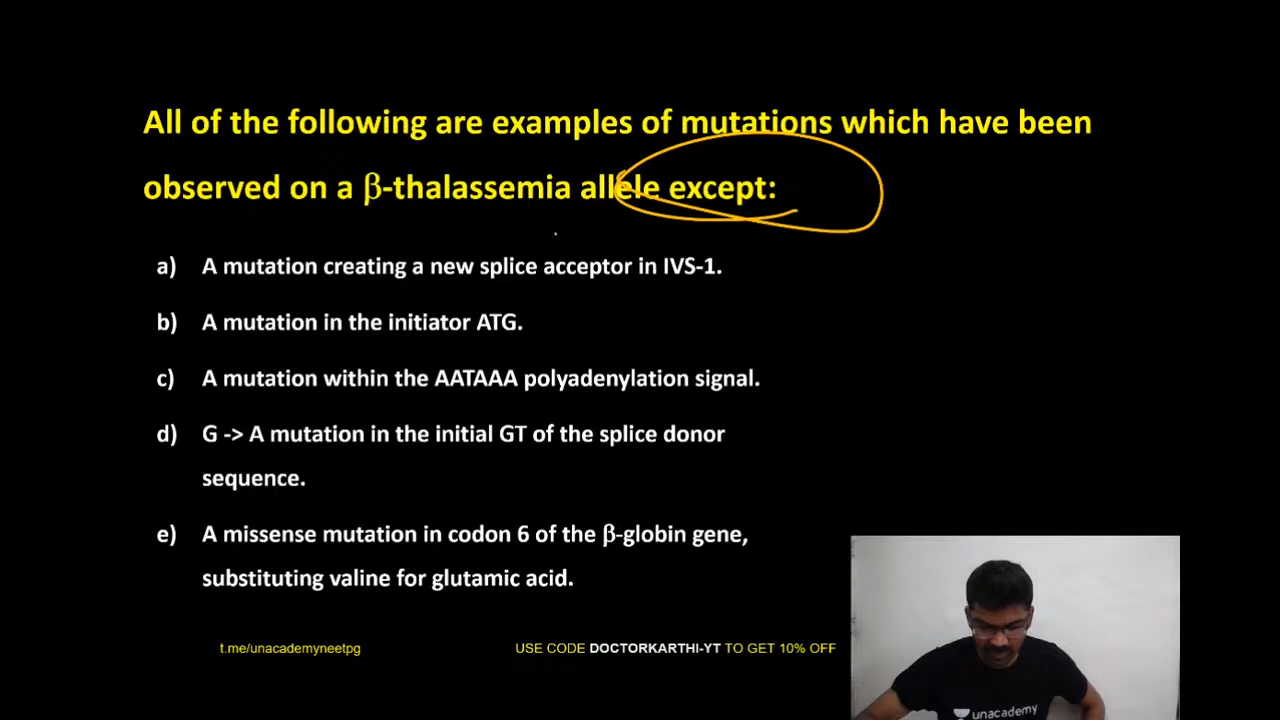 All of the following are examples of mutations which have been
observed on a β-thalassemia allele except:
a) A mutation creating a new splice acceptor in IVS-1.
b) A mutation in the initiator ATG.
c) A mutation within the AATAAA polyadenylation signal.
d) G -> A mutation in the initial GT of the splice donor
sequence.
e) A missense mutation in codon 6 of the β-globin gene,
substituting valine for glutamic acid.
t.me/unacademyneetpg
USE CODE DOCTORKARTHI-YT TO GET 10% OFF
unacademy